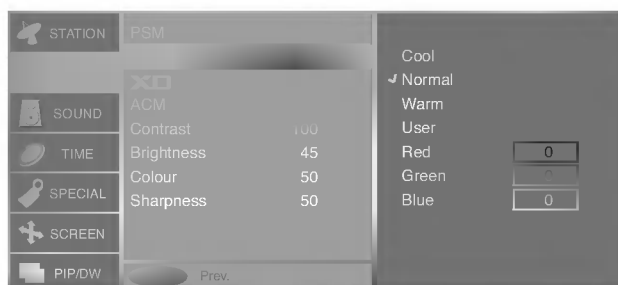 STATION
SOUND
TIME
SPECIAL
SCREEN
PIP/DW
PSM
XD
ACM
Contrast 100
Brightness 45
Colour 50
Sharpness 50
Prev.
Cool
Normal
Warm
User
Red 0
Green 0
Blue 0